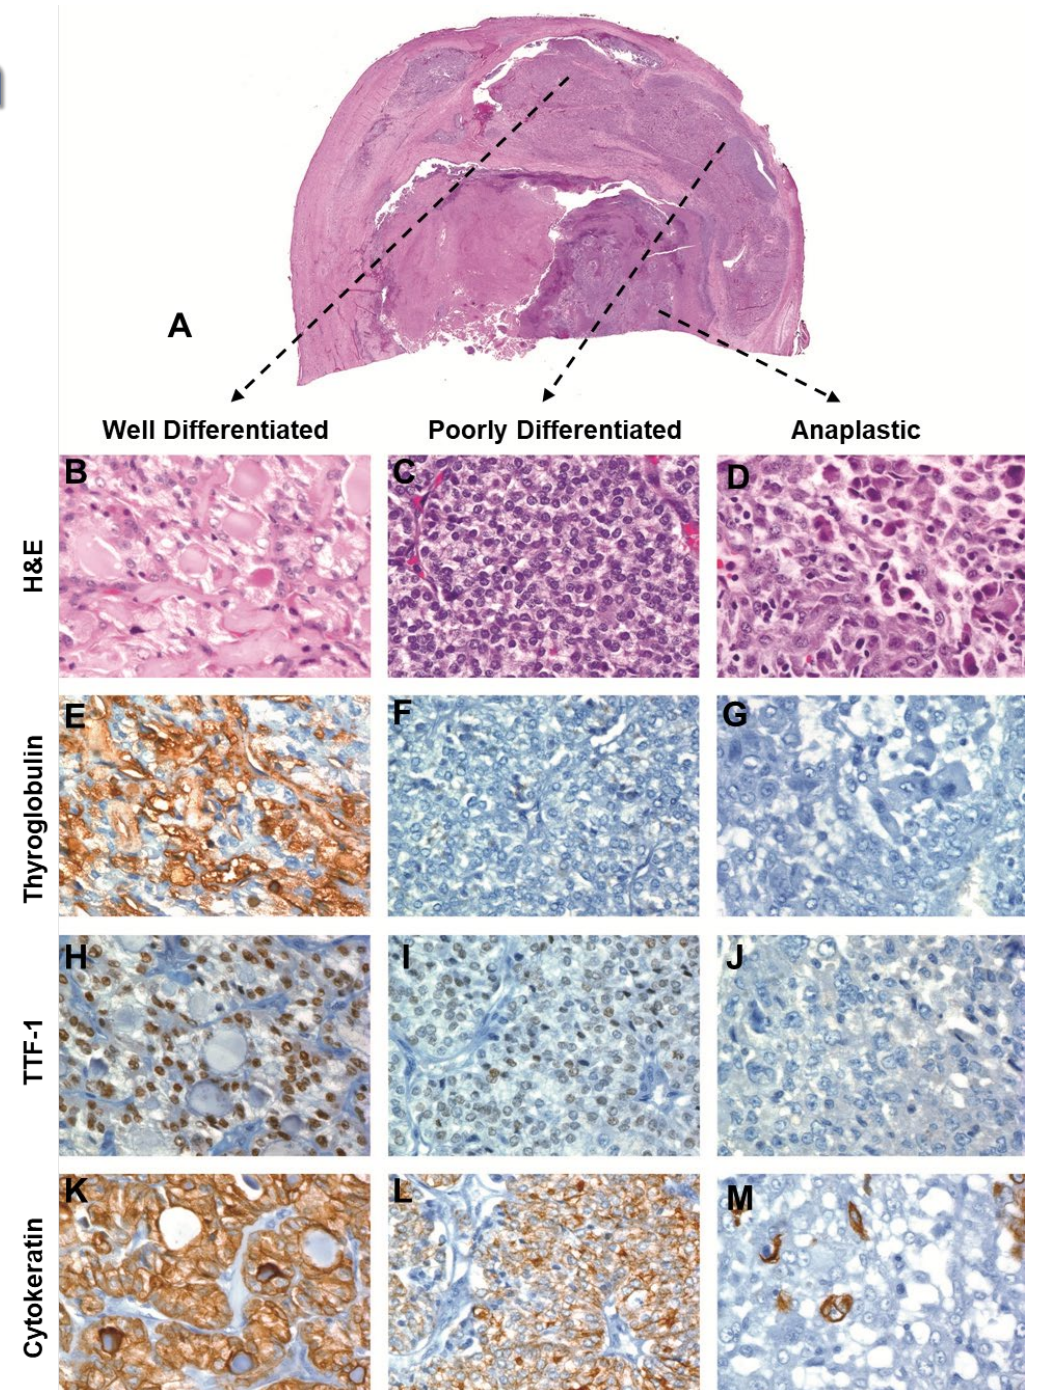 A
Well Differentiated
Poorly Differentiated
Anaplastic
H&E
B
C
D
Thyroglobulin
E
F
G
TTF-1
H
I
J
Cytokeratin
K
L
M